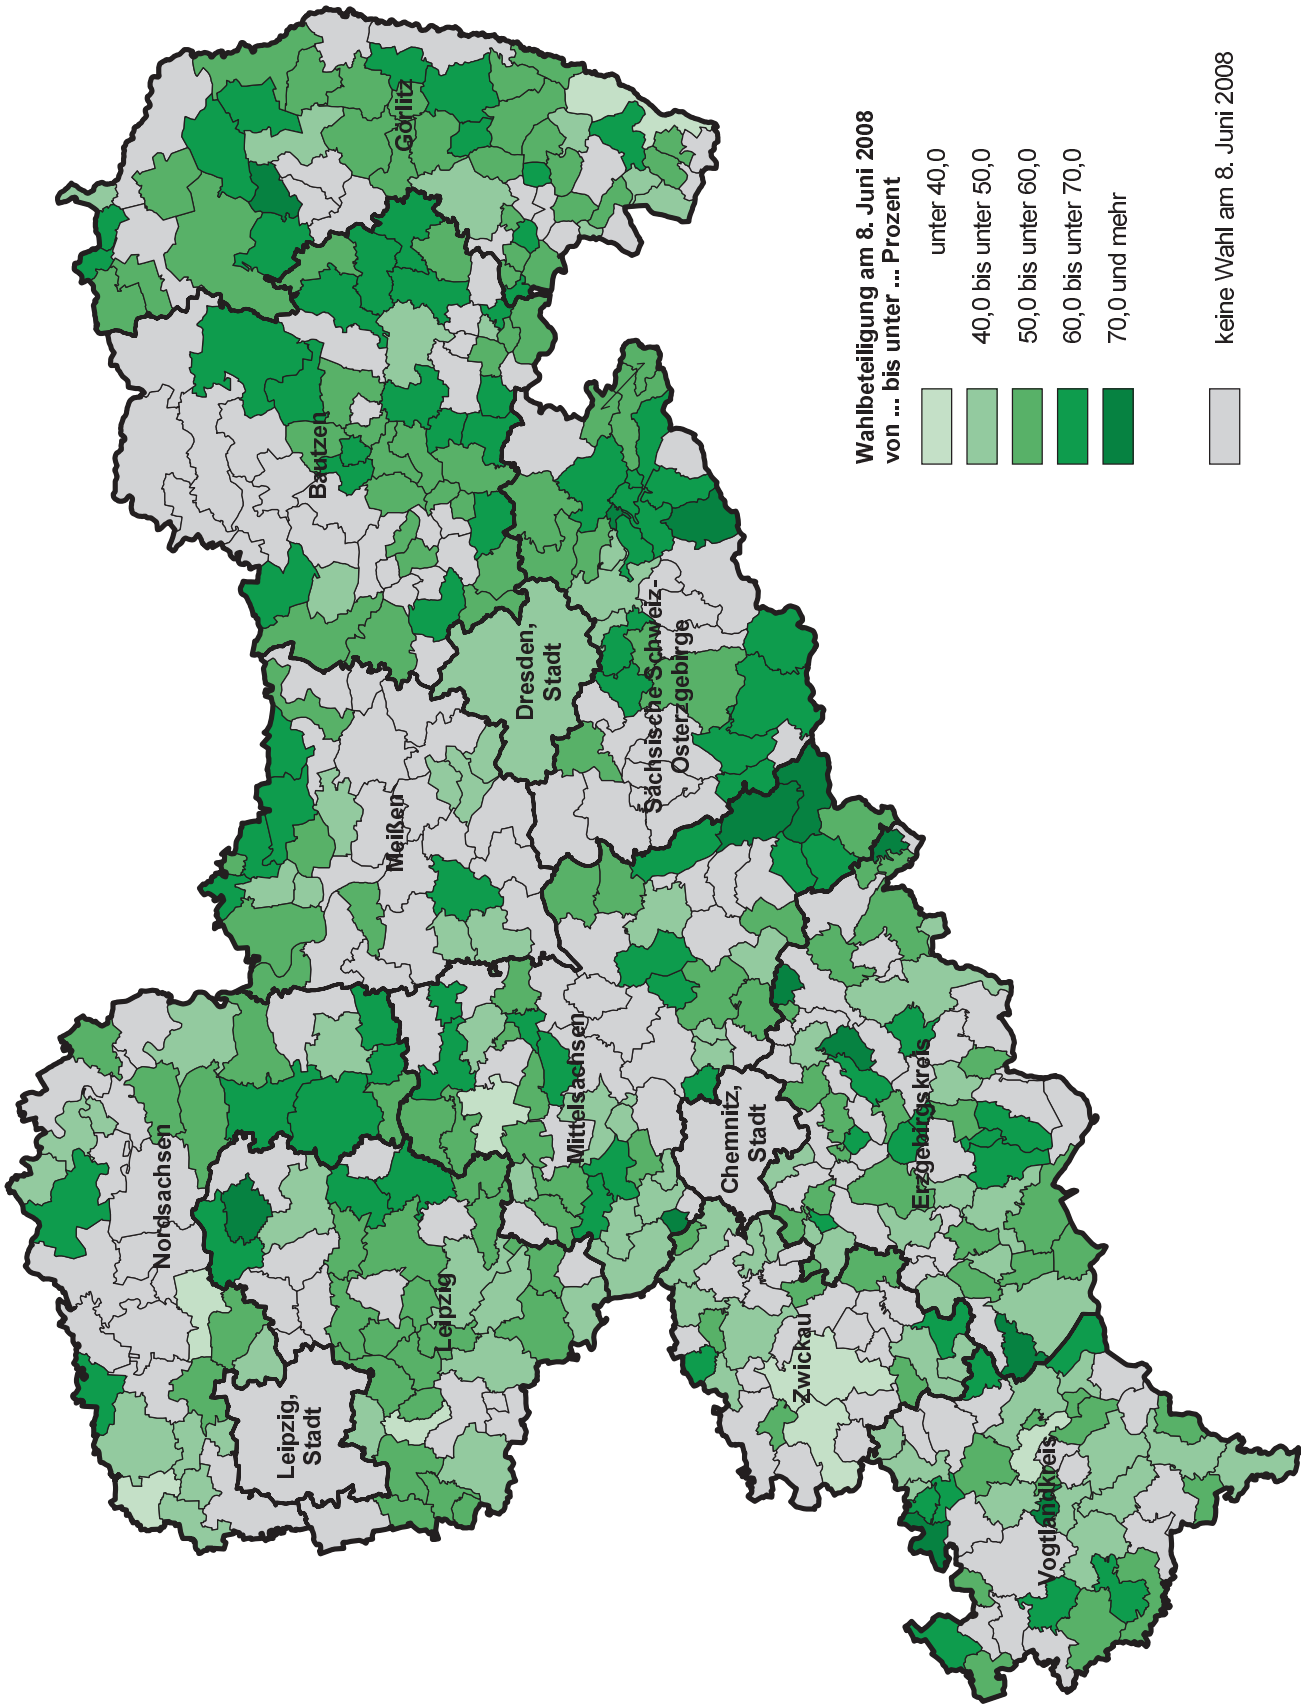 Görlitz
Bautzen
Dresden,
Stadt
Sächsische Schweiz-
Osterzgebirge
Meißen
Mittelsachsen
Nordsachsen
Leipzig
Leipzig,
Stadt
Chemnitz,
Stadt
Erzgebirgskreis
Zwickau
Vogtlandkreis
Wahlbeteiligung am 8. Juni 2008
von ... bis unter ... Prozent
unter 40,0
40,0 bis unter 50,0
50,0 bis unter 60,0
60,0 bis unter 70,0
70,0 und mehr
keine Wahl am 8. Juni 2008